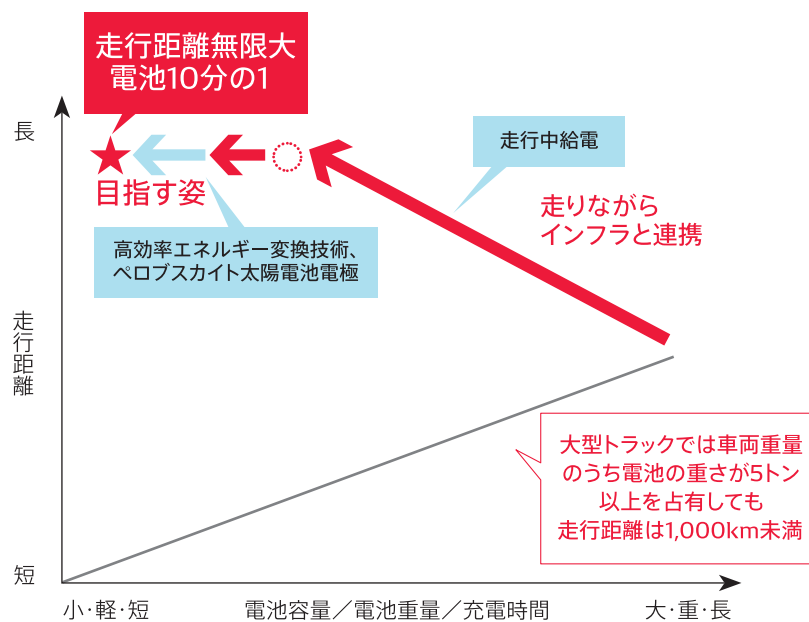 走行距離無限大
電池10分の1
長
走行中給電
目指す姿
走りながら
インフラと連携
高効率エネルギー変換技術、
ペロブスカイト太陽電池電極
走行距離
大型トラックでは車両重量
のうち電池の重さが5トン
以上を占有しても
走行距離は1,000km未満
短
小・軽・短
電池容量／電池重量／充電時間
大・重・長